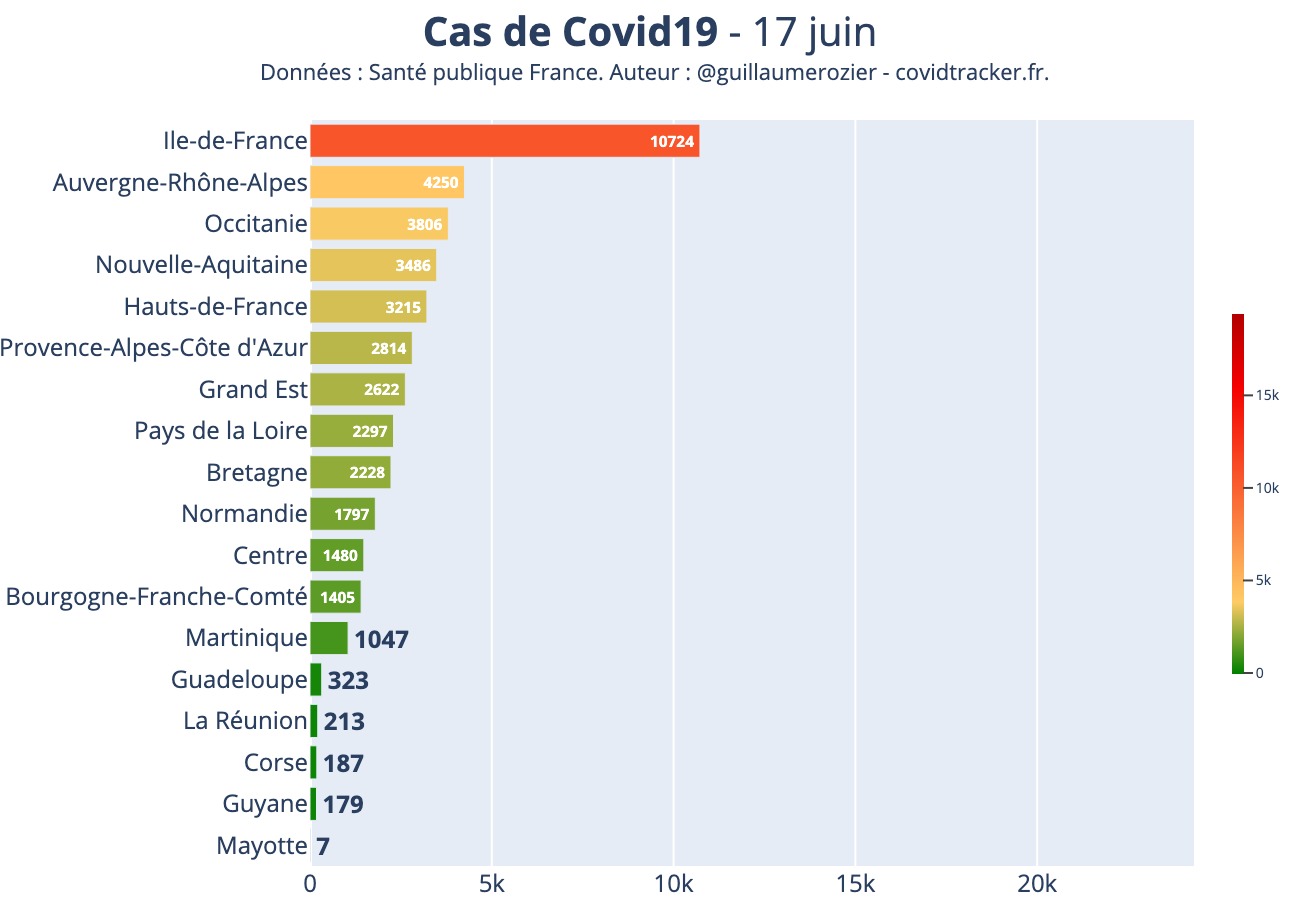 Cas de Covid19 - 17 juin
Données : Santé publique France. Auteur : @guillaumerozier - covidtracker.fr.
Ile-de-France 10724
Auvergne-Rhône-Alpes 4250
Occitanie 3806
Nouvelle-Aquitaine 3486
Hauts-de-France 3215
Provence-Alpes-Côte d'Azur 2814
Grand Est 2622
Pays de la Loire 2297
Bretagne 2228
Normandie 1797
Centre 1480
Bourgogne-Franche-Comté 1405
Martinique 1047
Guadeloupe 323
La Réunion 213
Corse 187
Guyane 179
Mayotte 7
0 5k 10k 15k 20k
15k
10k
5k
0